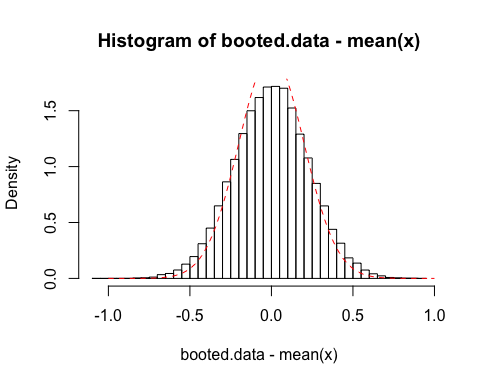 Histogram of booted.data - mean(x)
Density
0.0 0.5 1.0 1.5
-1.0 -0.5 0.0 0.5 1.0
booted.data - mean(x)